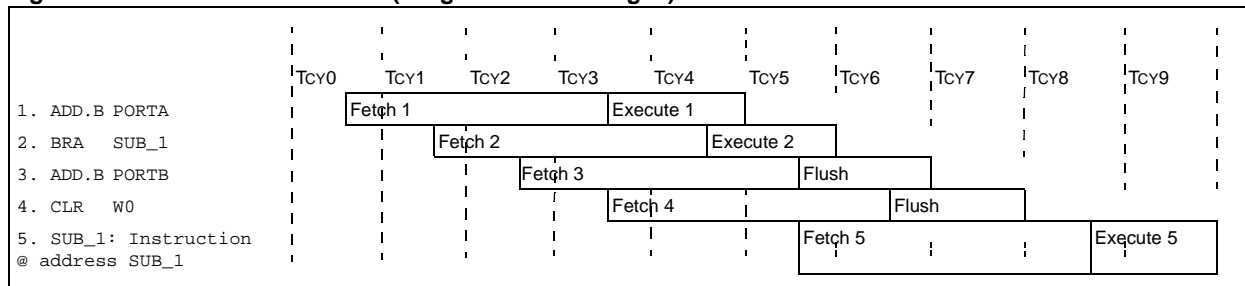 TCY0 TCY1 TCY2 TCY3 TCY4 TCY5 TCY6 TCY7 TCY8 TCY9
1. ADD.B PORTA Fetch 1 Execute 1
2. BRA SUB_1 Fetch 2 Execute 2
3. ADD.B PORTB Fetch 3 Flush
4. CLR W0 Fetch 4 Flush
5. SUB_1: Instruction Fetch 5 Execute 5
@ address SUB_1